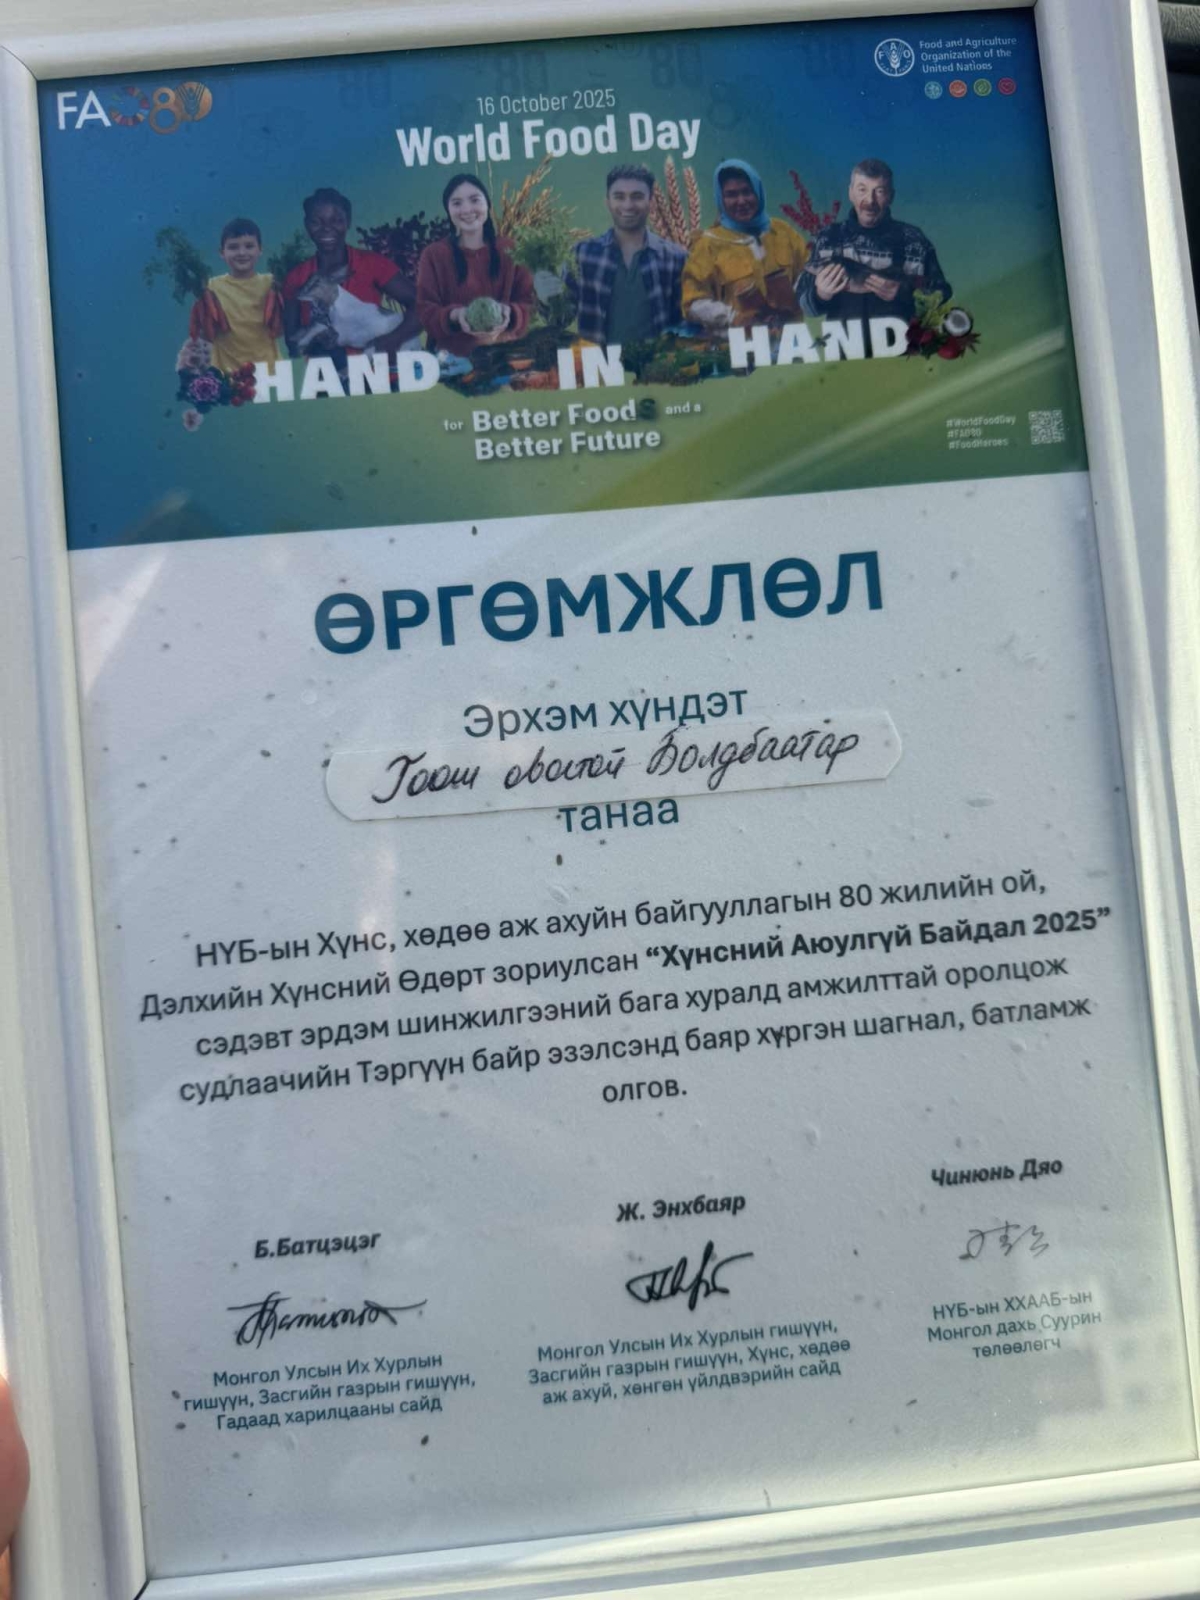 FAO80
Food and Agriculture
Organization of the
United Nations
16 October 2025
World Food Day
HAND IN HAND
for Better Foods and a
Better Future
#WorldFoodDay
#FAO80
#FoodHeroes
ӨРГӨМЖЛӨЛ
Эрхэм хүндэт
Гоош овогтой Болдбаатар
танаа
НҮБ-ын Хүнс, хөдөө аж ахуйн байгууллагын 80 жилийн ой,
Дэлхийн Хүнсний Өдөрт зориулсан “Хүнсний Аюулгүй Байдал 2025”
сэдэвт эрдэм шинжилгээний бага хуралд амжилттай оролцож
судлаачийн Тэргүүн байр эзэлсэнд баяр хүргэн шагнал, батламж
олгов.
Б.Батцэцэг
Монгол Улсын Их Хурлын
гишүүн, Засгийн газрын гишүүн,
Гадаад харилцааны сайд
Ж. Энхбаяр
Монгол Улсын Их Хурлын гишүүн,
Засгийн газрын гишүүн, Хүнс, хөдөө
аж ахуй, хөнгөн үйлдвэрийн сайд
Чинюнь Дяо
НҮБ-ын ХХААБ-ын
Монгол дахь Суурин
төлөөлөгч